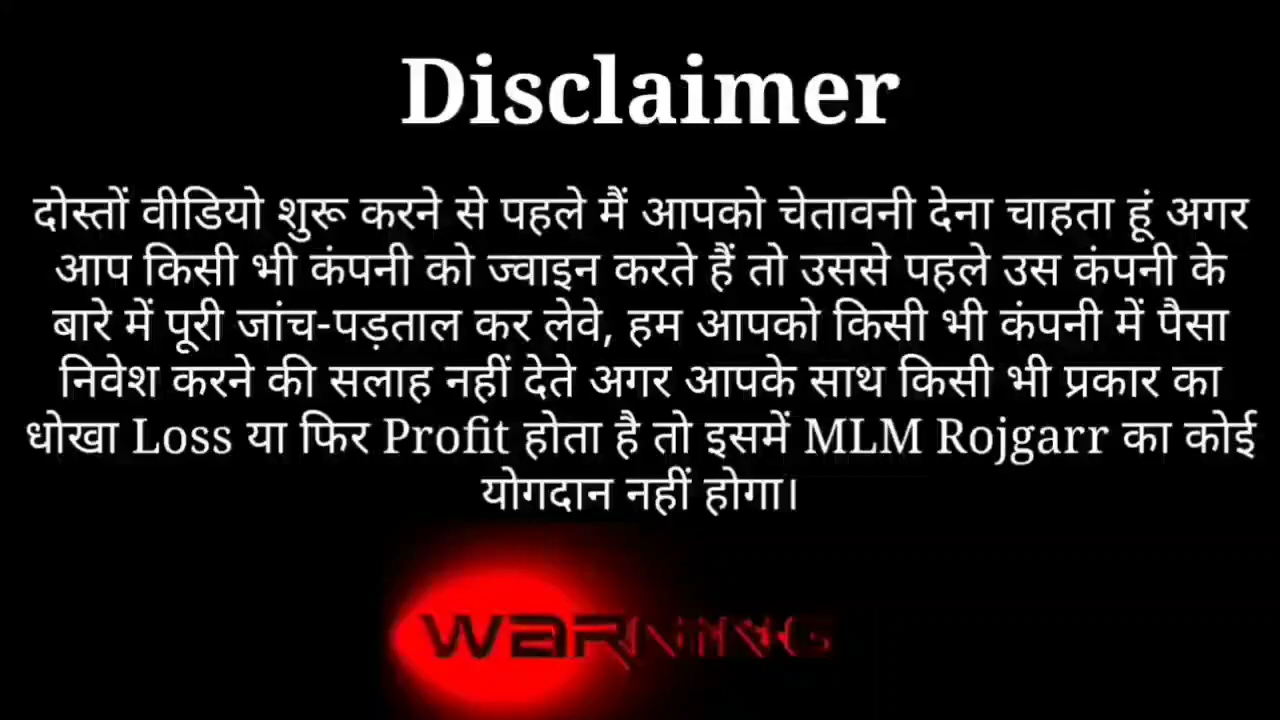 Disclaimer
दोस्तों वीडियो शुरू करने से पहले मैं आपको चेतावनी देना चाहता हूं अगर
आप किसी भी कंपनी को ज्वाइन करते हैं तो उससे पहले उस कंपनी के
बारे में पूरी जांच-पड़ताल कर लेवे, हम आपको किसी भी कंपनी में पैसा
निवेश करने की सलाह नहीं देते अगर आपके साथ किसी भी प्रकार का
धोखा Loss या फिर Profit होता है तो इसमें MLM Rojgarr का कोई
योगदान नहीं होगा।
WARNING